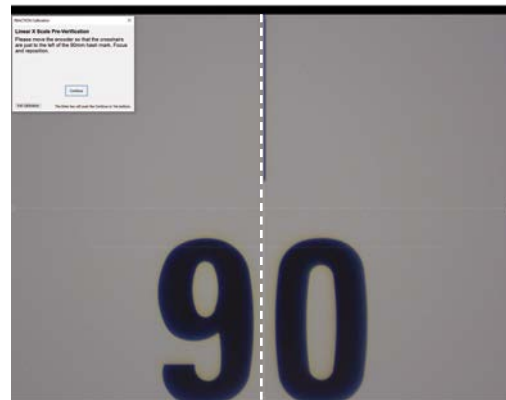 Linear X Scale Pre-Verification
Please move the encoder so that the crosshairs
are just to the left of the 90mm hash mark. Focus
and reposition.
Continue
90